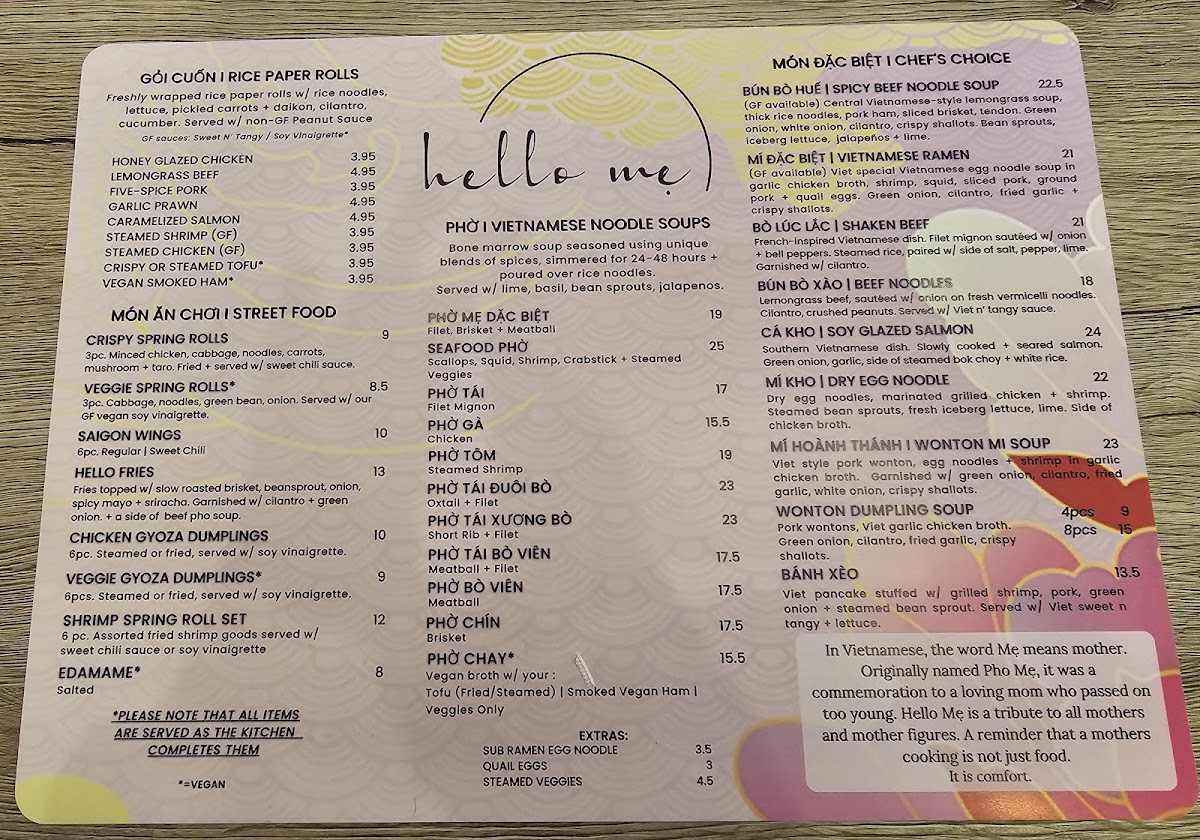 GỎI CUỐN I RICE PAPER ROLLS
Freshly wrapped rice paper rolls w/ rice noodles,
lettuce, pickled carrots + daikon, cilantro,
cucumber. Served w/ non-GF Peanut Sauce
GF sauces: Sweet N' Tangy / Soy Vinaigrette*
HONEY GLAZED CHICKEN 3.95
LEMONGRASS BEEF 4.95
FIVE-SPICE PORK 3.95
GARLIC PRAWN 4.95
CARAMELIZED SALMON 4.95
STEAMED SHRIMP (GF) 3.95
STEAMED CHICKEN (GF) 3.95
CRISPY OR STEAMED TOFU* 3.95
VEGAN SMOKED HAM* 3.95
MÓN ĂN CHƠI I STREET FOOD
CRISPY SPRING ROLLS 9
3pc. Minced chicken, cabbage, noodles, carrots,
mushroom + taro. Fried + served w/ sweet chili sauce.
VEGGIE SPRING ROLLS* 8.5
3pc. Cabbage, noodles, green bean, onion. Served w/ our
GF vegan soy vinaigrette.
SAIGON WINGS 10
6pc. Regular | Sweet Chili
HELLO FRIES 13
Fries topped w/ slow roasted brisket, beansprout, onion,
spicy mayo + sriracha. Garnished w/ cilantro + green
onion. + a side of beef pho soup.
CHICKEN GYOZA DUMPLINGS 10
6pc. Steamed or fried, served w/ soy vinaigrette.
VEGGIE GYOZA DUMPLINGS* 9
6pcs. Steamed or fried, served w/ soy vinaigrette.
SHRIMP SPRING ROLL SET 12
6 pc. Assorted fried shrimp goods served w/
sweet chili sauce or soy vinaigrette
EDAMAME* 8
Salted
*PLEASE NOTE THAT ALL ITEMS
ARE SERVED AS THE KITCHEN
COMPLETES THEM
*=VEGAN
hello mẹ
PHỞ I VIETNAMESE NOODLE SOUPS
Bone marrow soup seasoned using unique
blends of spices, simmered for 24-48 hours +
poured over rice noodles.
Served w/ lime, basil, bean sprouts, jalapenos.
PHỞ MẸ DẶC BIỆT 19
Filet, Brisket + Meatball
SEAFOOD PHỞ 25
Scallops, Squid, Shrimp, Crabstick + Steamed
Veggies
PHỞ TÁI 17
Filet Mignon
PHỞ GÀ 15.5
Chicken
PHỞ TÔM 19
Steamed Shrimp
PHỞ TÁI ĐUÔI BÒ 23
Oxtail + Filet
PHỞ TÁI XƯƠNG BÒ 23
Short Rib + Filet
PHỞ TÁI BÒ VIÊN 17.5
Meatball + Filet
PHỞ BÒ VIÊN 17.5
Meatball
PHỞ CHÍN 17.5
Brisket
PHỞ CHAY* 15.5
Vegan broth w/ your :
Tofu (Fried/Steamed) | Smoked Vegan Ham |
Veggies Only
EXTRAS:
SUB RAMEN EGG NOODLE 3.5
QUAIL EGGS 3
STEAMED VEGGIES 4.5
MÓN ĐẶC BIỆT I CHEF'S CHOICE
BÚN BÒ HUẾ | SPICY BEEF NOODLE SOUP 22.5
(GF available) Central Vietnamese-style lemongrass soup,
thick rice noodles, pork ham, sliced brisket, tendon. Green
onion, white onion, cilantro, crispy shallots. Bean sprouts,
iceberg lettuce, jalapeños + lime.
MÍ ĐẶC BIỆT | VIETNAMESE RAMEN 21
(GF available) Viet special Vietnamese egg noodle soup in
garlic chicken broth, shrimp, squid, sliced pork, ground
pork + quail eggs. Green onion, cilantro, fried garlic +
crispy shallots.
BÒ LÚC LẮC | SHAKEN BEEF 21
French-inspired Vietnamese dish. Filet mignon sautéed w/ onion
+ bell peppers. Steamed rice, paired w/ side of salt, pepper, lime.
Garnished w/ cilantro.
BÚN BÒ XÀO | BEEF NOODLES 18
Lemongrass beef, sautéed w/ onion on fresh vermicelli noodles.
Cilantro, crushed peanuts. Served w/ Viet n' tangy sauce.
CÁ KHO | SOY GLAZED SALMON 24
Southern Vietnamese dish. Slowly cooked + seared salmon.
Green onion, garlic, side of steamed bok choy + white rice.
MÍ KHO | DRY EGG NOODLE 22
Dry egg noodles, marinated grilled chicken + shrimp.
Steamed bean sprouts, fresh iceberg lettuce, lime. Side of
chicken broth.
MÍ HOÀNH THÁNH I WONTON MI SOUP 23
Viet style pork wonton, egg noodles + shrimp in garlic
chicken broth. Garnished w/ green onion, cilantro, fried
garlic, white onion, crispy shallots.
WONTON DUMPLING SOUP 4pcs 9
Pork wontons, Viet garlic chicken broth. 8pcs 15
Green onion, cilantro, fried garlic, crispy
shallots.
BÁNH XÈO 13.5
Viet pancake stuffed w/ grilled shrimp, pork, green
onion + steamed bean sprout. Served w/ Viet sweet n
tangy + lettuce.
In Vietnamese, the word Mẹ means mother.
Originally named Pho Mẹ, it was a
commemoration to a loving mom who passed on
too young. Hello Mẹ is a tribute to all mothers
and mother figures. A reminder that a mothers
cooking is not just food.
It is comfort.